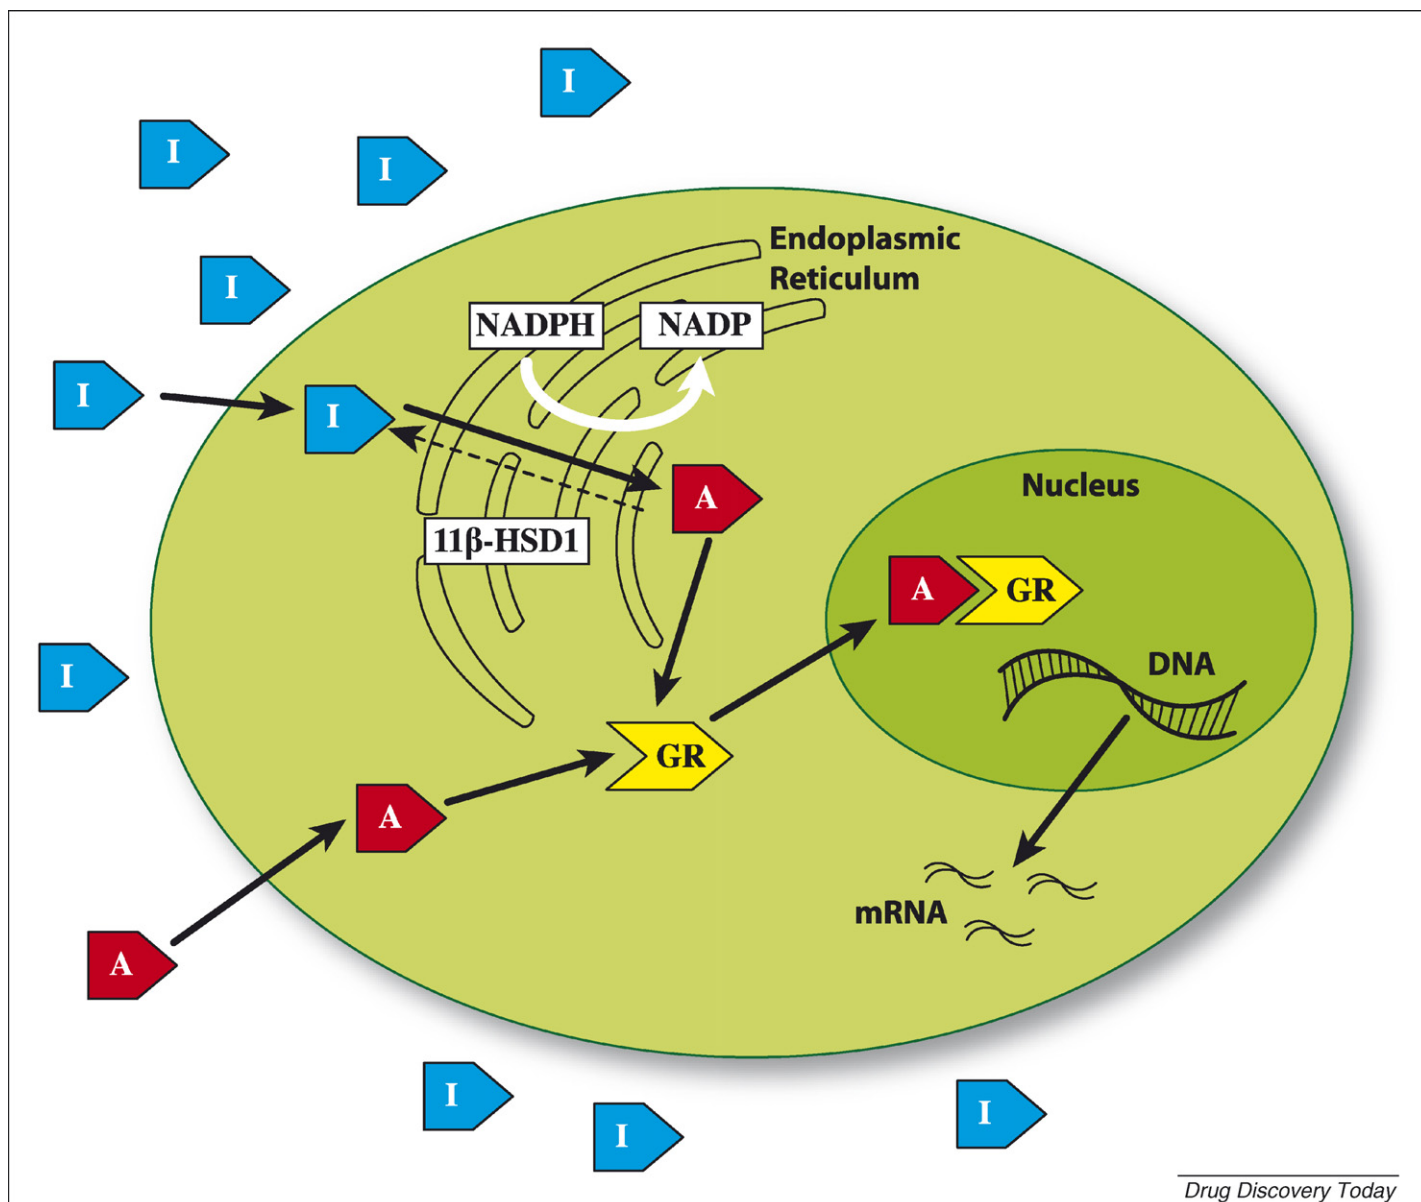 I
I
I
I
Endoplasmic
Reticulum
NADPH
NADP
I
I
A
Nucleus
11β-HSD1
A
GR
I
DNA
GR
A
mRNA
A
I
I
I
Drug Discovery Today